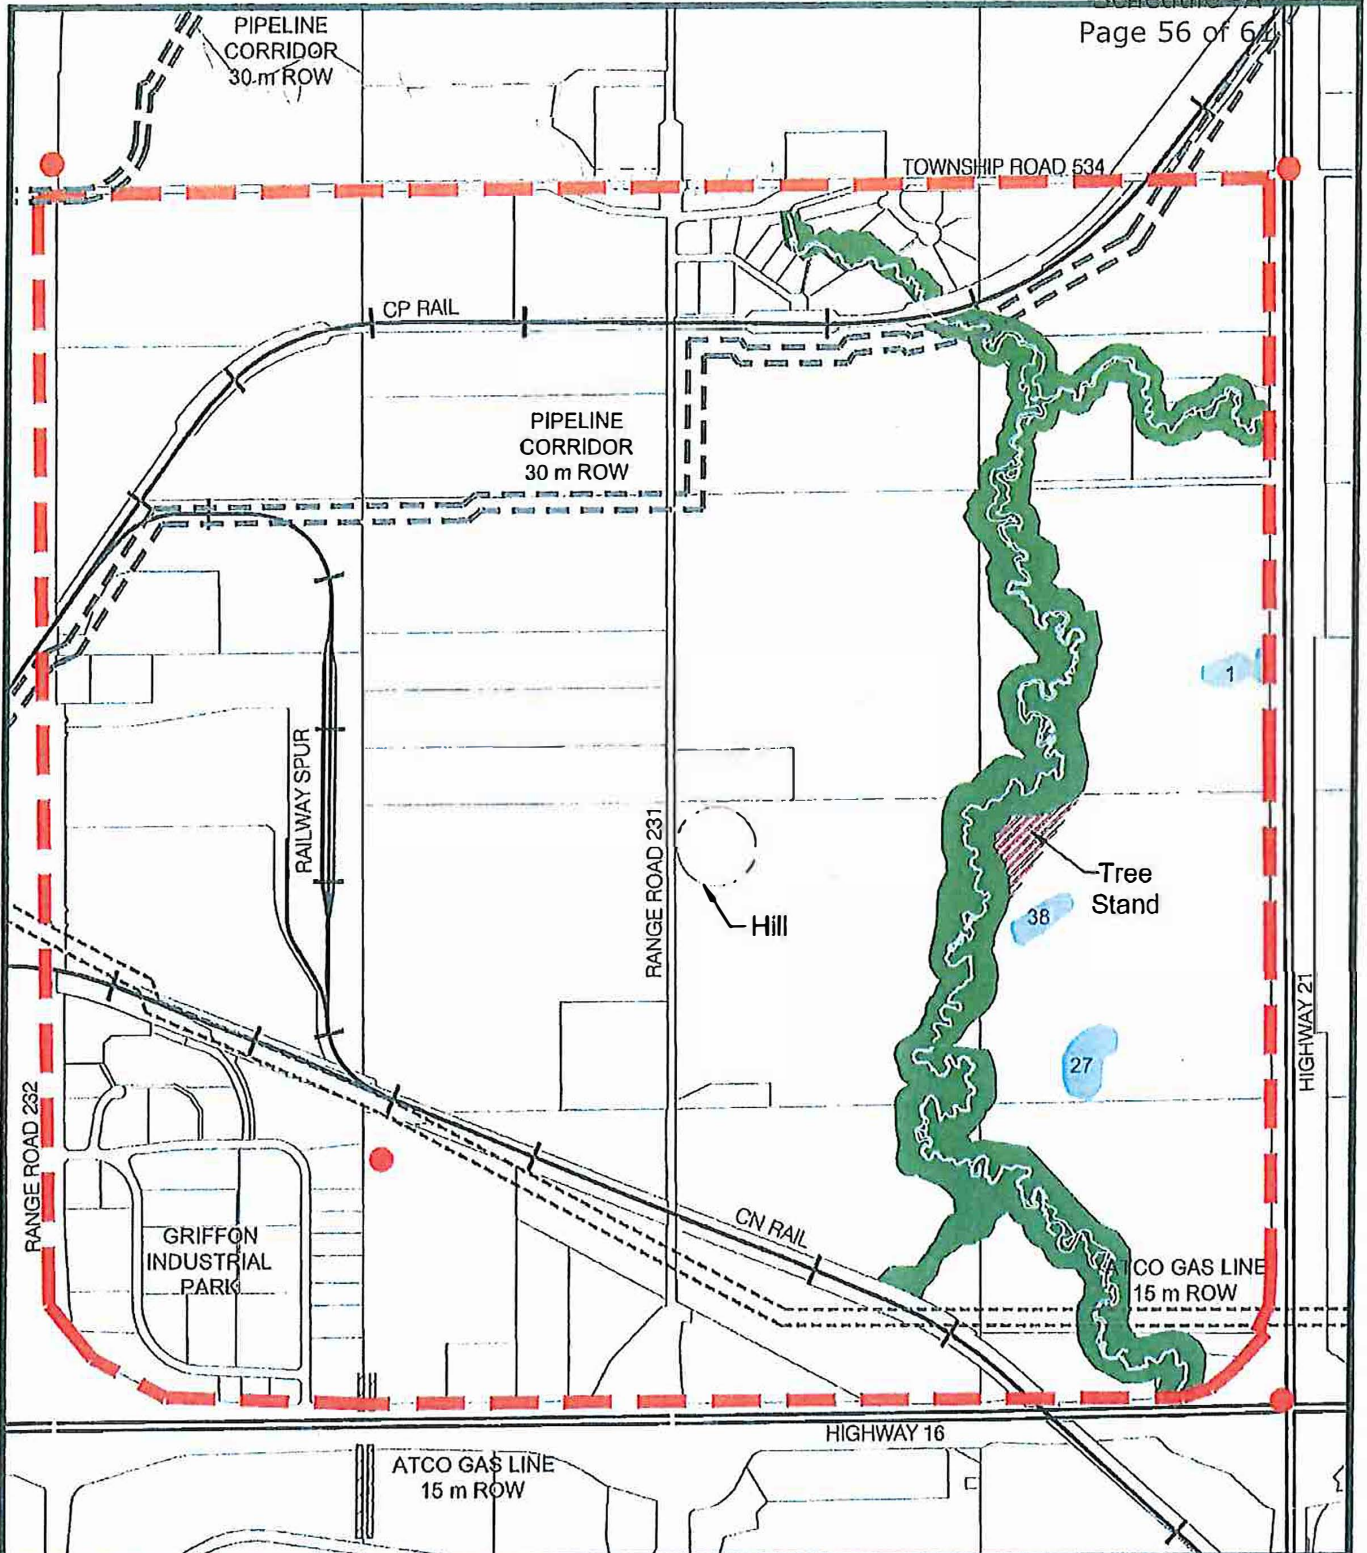 Page 56 of 61
PIPELINE
CORRIDOR
30 m ROW
TOWNSHIP ROAD 534
CP RAIL
PIPELINE
CORRIDOR
30 m ROW
1
RAILWAY SPUR
RANGE ROAD 231
Tree
Stand
38
Hill
HIGHWAY 21
27
RANGE ROAD 232
CN RAIL
GRIFFON
INDUSTRIAL
PARK
ATCO GAS LINE
15 m ROW
HIGHWAY 16
ATCO GAS LINE
15 m ROW